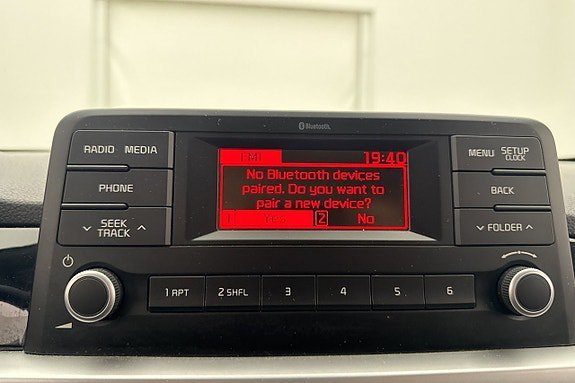 Bluetooth
RADIO MEDIA
PHONE
SEEK
TRACK
FM1 19:40
No Bluetooth devices
paired. Do you want to
pair a new device?
1 Yes 2 No
MENU SETUP
CLOCK
BACK
FOLDER
1 RPT 2 SHFL 3 4 5 6